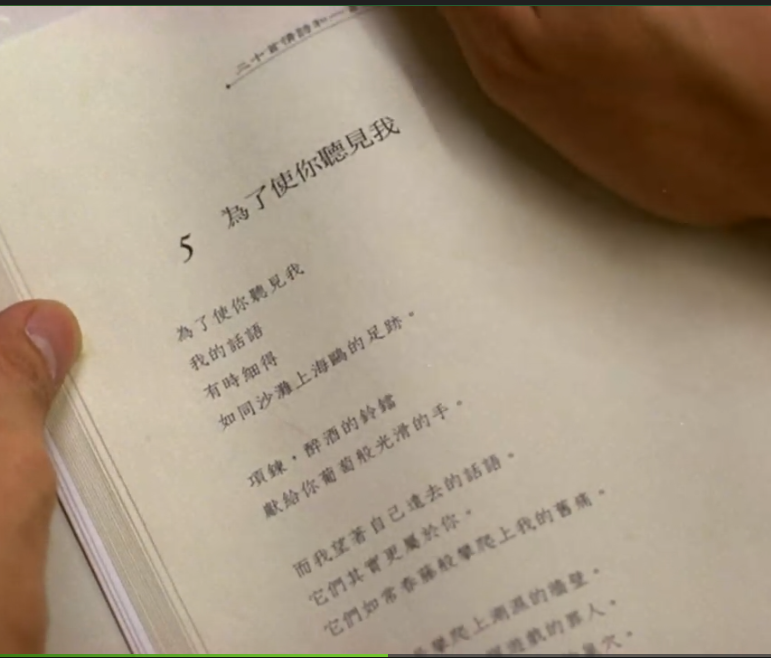 二十首情詩和一
5 為了使你聽見我
為了使你聽見我
我的話語
有時細得
如同沙灘上海鷗的足跡。
項鍊,醉酒的鈴鐺
獻給你葡萄般光滑的手。
而我望著自己遠去的話語。
它們其實更屬於你。
它們如常春藤般攀爬上我的舊痛。
攀爬上潮濕的牆壁。
遊戲的罪人。
巢穴。